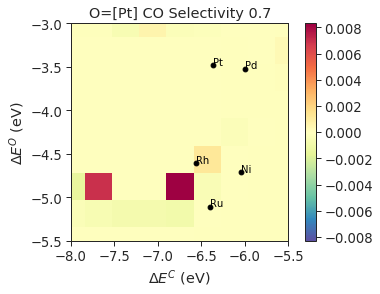 O=[Pt] CO Selectivity 0.7
−3.0
−3.5
−4.0
−4.5
−5.0
−5.5
ΔE^O (eV)
Pt
Pd
Rh
Ni
Ru
−8.0 −7.5 −7.0 −6.5 −6.0 −5.5
ΔE^C (eV)
0.008
0.006
0.004
0.002
0.000
−0.002
−0.004
−0.006
−0.008